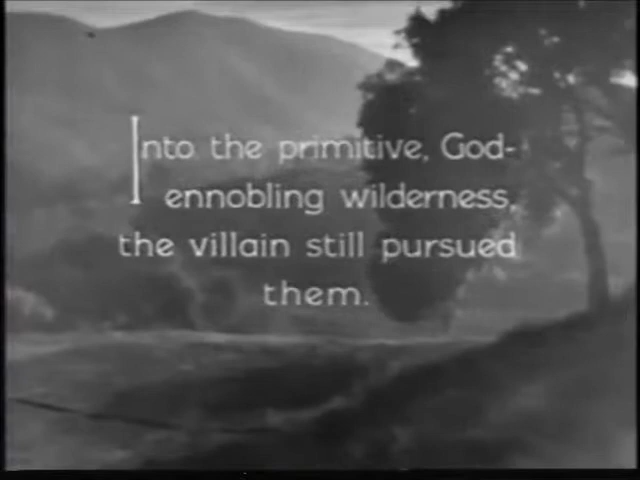 Into the primitive, God-
ennobling wilderness,
the villain still pursued
them.